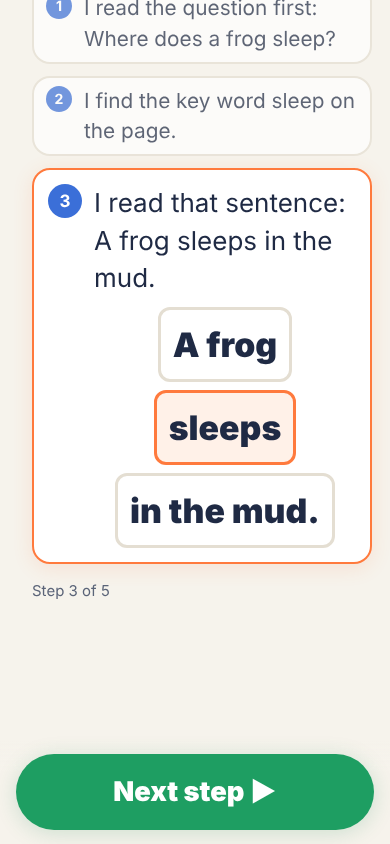 1 I read the question first:
Where does a frog sleep?
2 I find the key word sleep on
the page.
3 I read that sentence:
A frog sleeps in the
mud.
A frog
sleeps
in the mud.
Step 3 of 5
Next step ▶